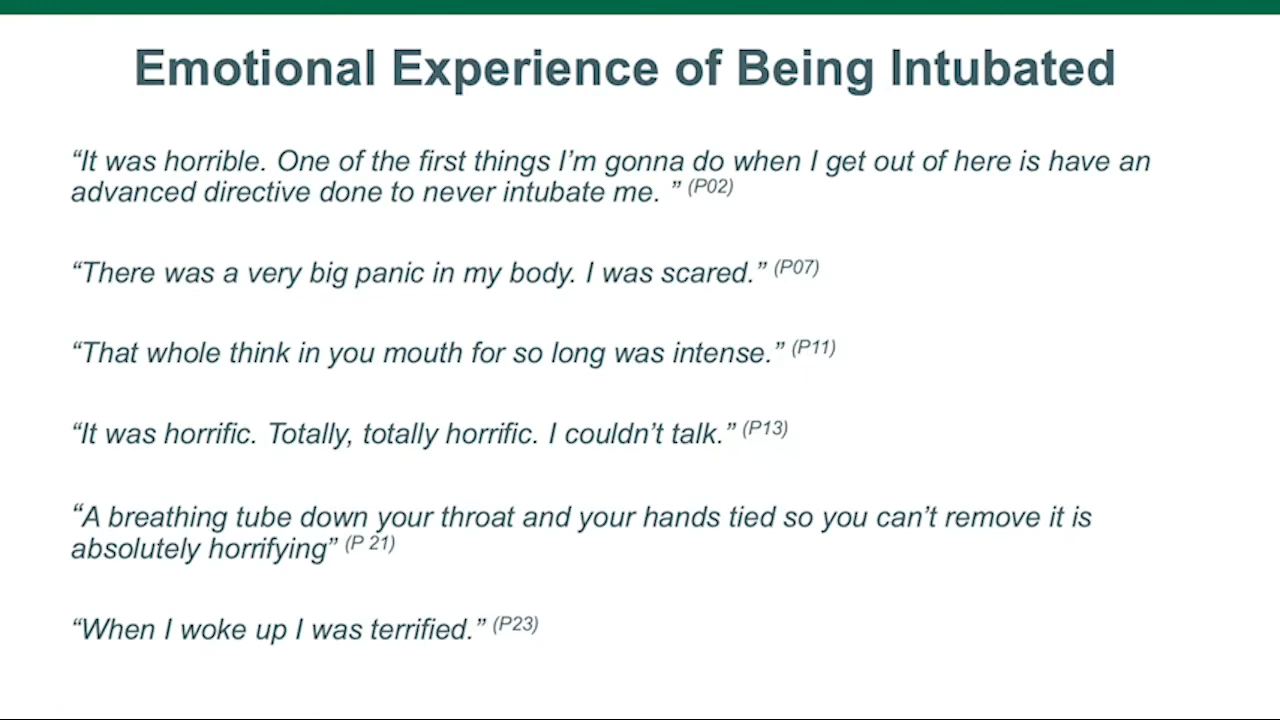 Emotional Experience of Being Intubated
“It was horrible. One of the first things I’m gonna do when I get out of here is have an
advanced directive done to never intubate me. ” (P02)
“There was a very big panic in my body. I was scared.” (P07)
“That whole think in you mouth for so long was intense.” (P11)
“It was horrific. Totally, totally horrific. I couldn’t talk.” (P13)
“A breathing tube down your throat and your hands tied so you can’t remove it is
absolutely horrifying” (P 21)
“When I woke up I was terrified.” (P23)